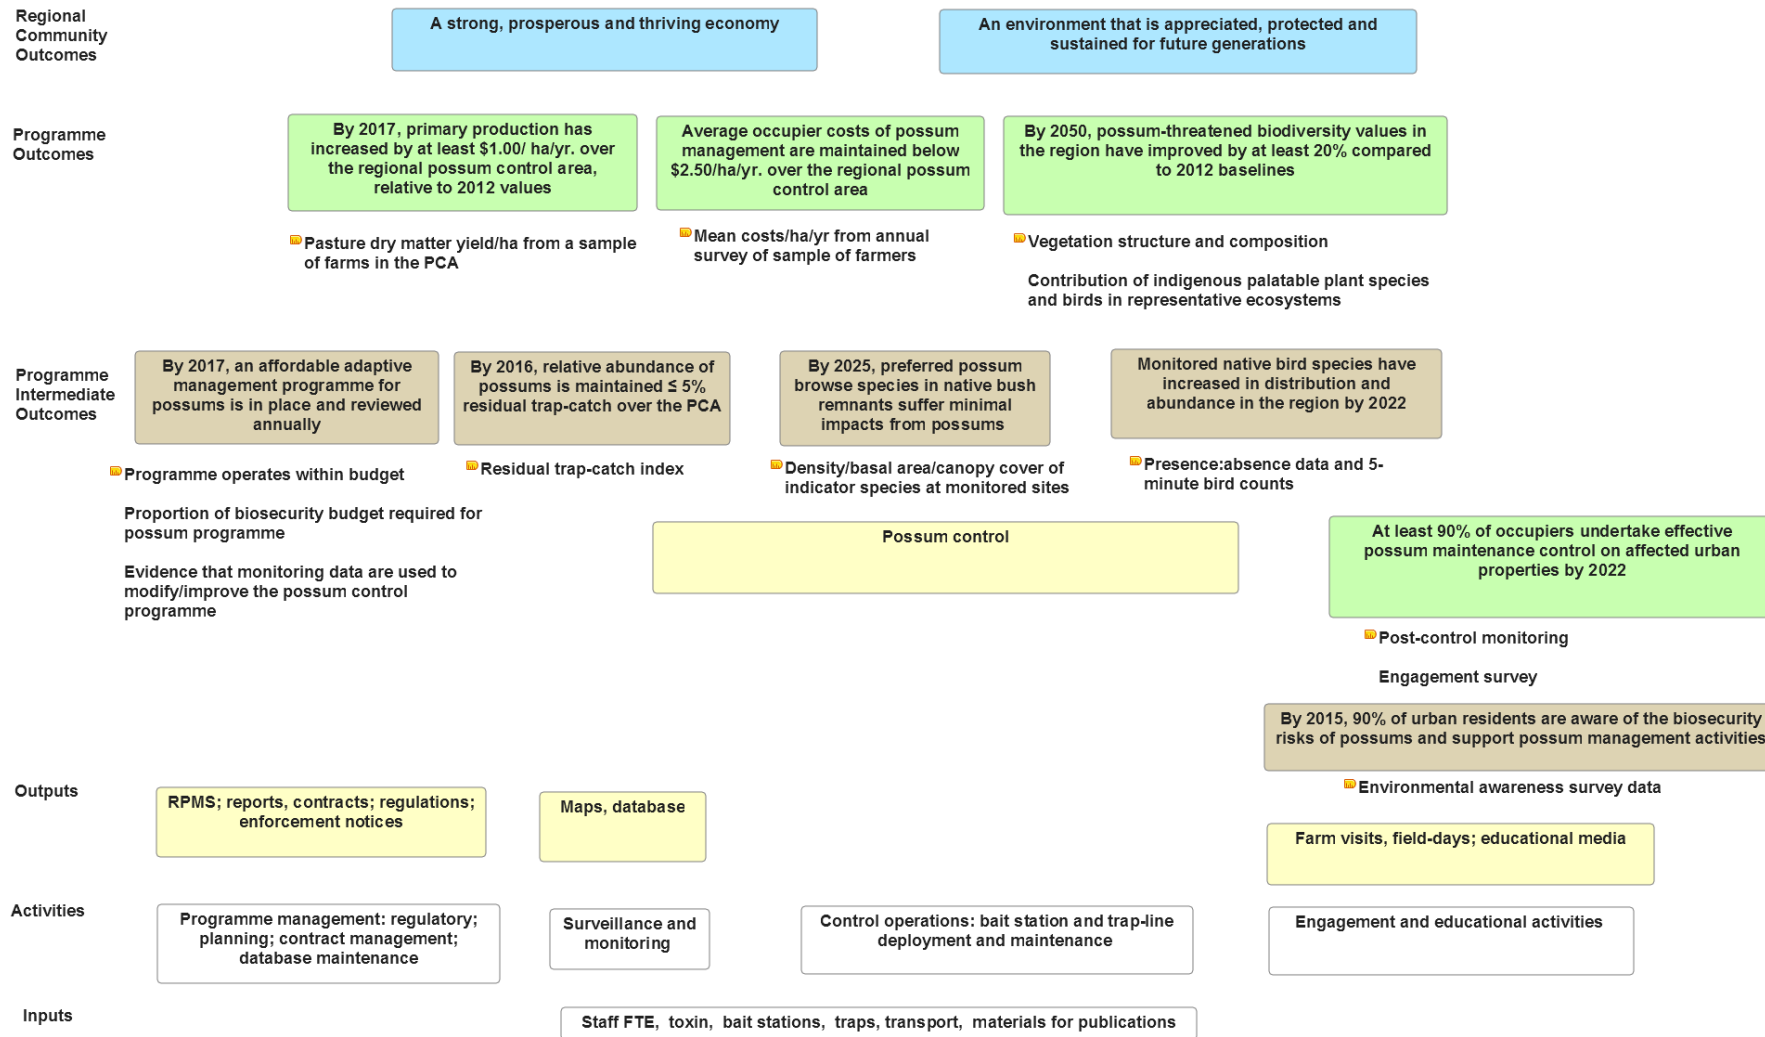 Regional
Community
Outcomes
A strong, prosperous and thriving economy
An environment that is appreciated, protected and
sustained for future generations
Programme
Outcomes
By 2017, primary production has
increased by at least $1.00/ ha/yr. over
the regional possum control area,
relative to 2012 values
Average occupier costs of possum
management are maintained below
$2.50/ha/yr. over the regional possum
control area
By 2050, possum-threatened biodiversity values in
the region have improved by at least 20% compared
to 2012 baselines
Pasture dry matter yield/ha from a sample
of farms in the PCA
Mean costs/ha/yr from annual
survey of sample of farmers
Vegetation structure and composition
Contribution of indigenous palatable plant species
and birds in representative ecosystems
Programme
Intermediate
Outcomes
By 2017, an affordable adaptive
management programme for
possums is in place and reviewed
annually
By 2016, relative abundance of
possums is maintained ≤ 5%
residual trap-catch over the PCA
By 2025, preferred possum
browse species in native bush
remnants suffer minimal
impacts from possums
Monitored native bird species have
increased in distribution and
abundance in the region by 2022
Programme operates within budget
Proportion of biosecurity budget required for
possum programme
Evidence that monitoring data are used to
modify/improve the possum control
programme
Residual trap-catch index
Density/basal area/canopy cover of
indicator species at monitored sites
Presence:absence data and 5-
minute bird counts
Possum control
At least 90% of occupiers undertake effective
possum maintenance control on affected urban
properties by 2022
Post-control monitoring
Engagement survey
By 2015, 90% of urban residents are aware of the biosecurity
risks of possums and support possum management activities
Environmental awareness survey data
Outputs
RPMS; reports, contracts; regulations;
enforcement notices
Maps, database
Farm visits, field-days; educational media
Activities
Programme management: regulatory;
planning; contract management;
database maintenance
Surveillance and
monitoring
Control operations: bait station and trap-line
deployment and maintenance
Engagement and educational activities
Inputs
Staff FTE, toxin, bait stations, traps, transport, materials for publications